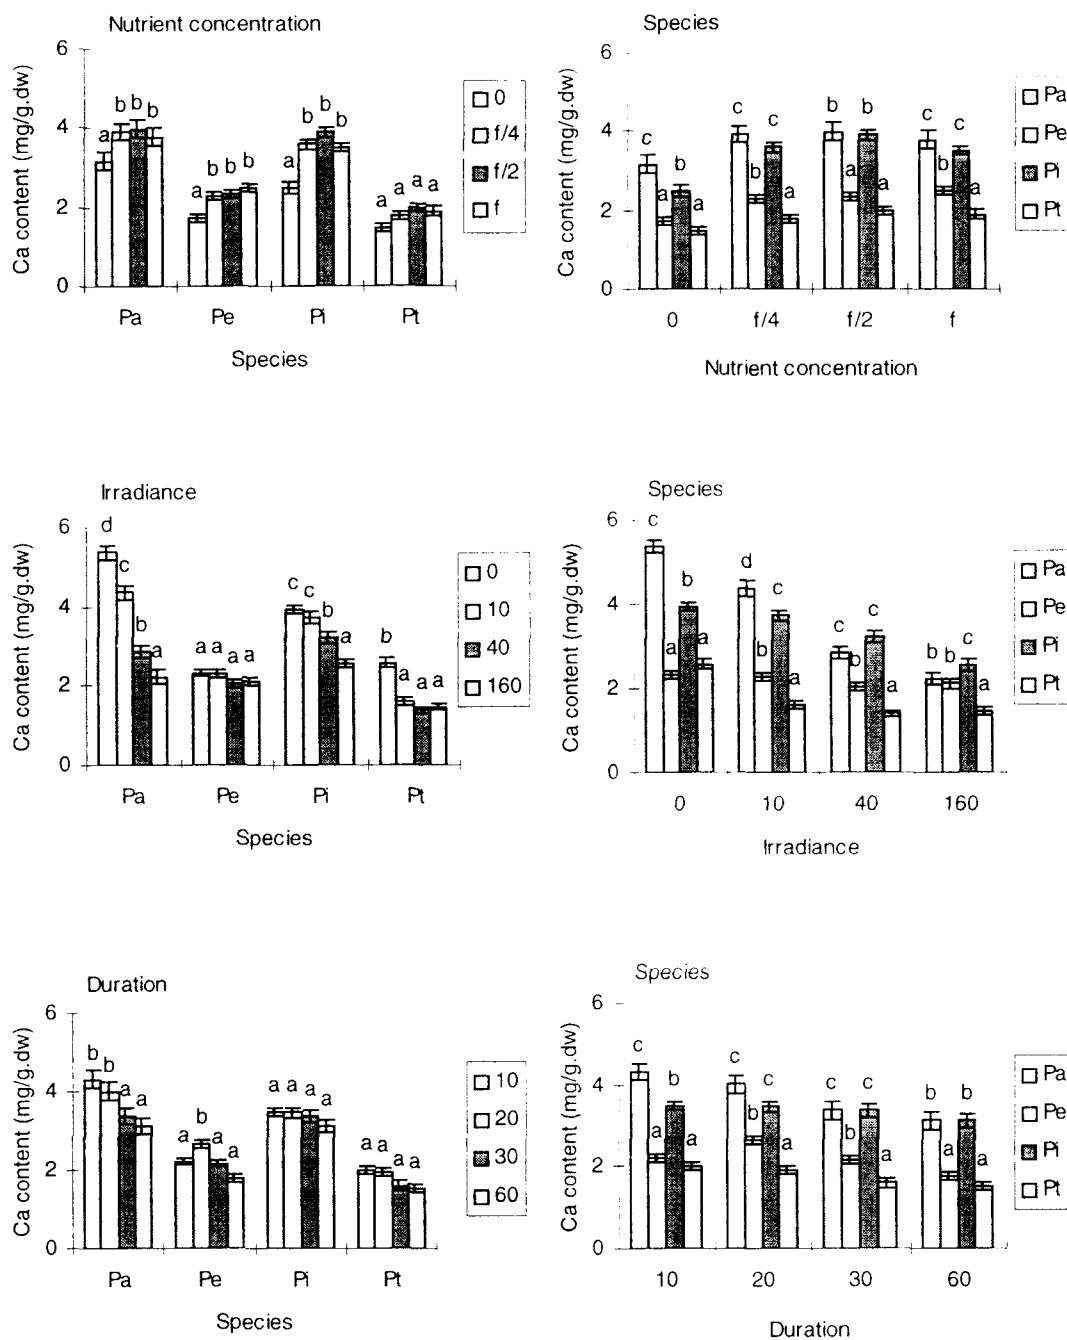 Nutrient concentration
6
4
2
0
Ca content (mg/g.dw)
a b b b
a b b b
a b b b
a a a a
Pa Pe Pi Pt
Species
0
f/4
f/2
f
Species
6
4
2
0
Ca content (mg/g.dw)
c a b a
c b c a
b a b a
c b c a
0 f/4 f/2 f
Nutrient concentration
Pa
Pe
Pi
Pt
Irradiance
6
4
2
0
Ca content (mg/g.dw)
d c b a
a a a a
c c b a
b a a a
Pa Pe Pi Pt
Species
0
10
40
160
Species
6
4
2
0
Ca content (mg/g.dw)
c a b a
d b c a
c b c a
b b c a
0 10 40 160
Irradiance
Pa
Pe
Pi
Pt
Duration
6
4
2
0
Ca content (mg/g.dw)
b b a a
a b a a
a a a a
a a a a
Pa Pe Pi Pt
Species
10
20
30
60
Species
6
4
2
0
Ca content (mg/g.dw)
c a b a
c b c a
c b c a
b a b a
10 20 30 60
Duration
Pa
Pe
Pi
Pt